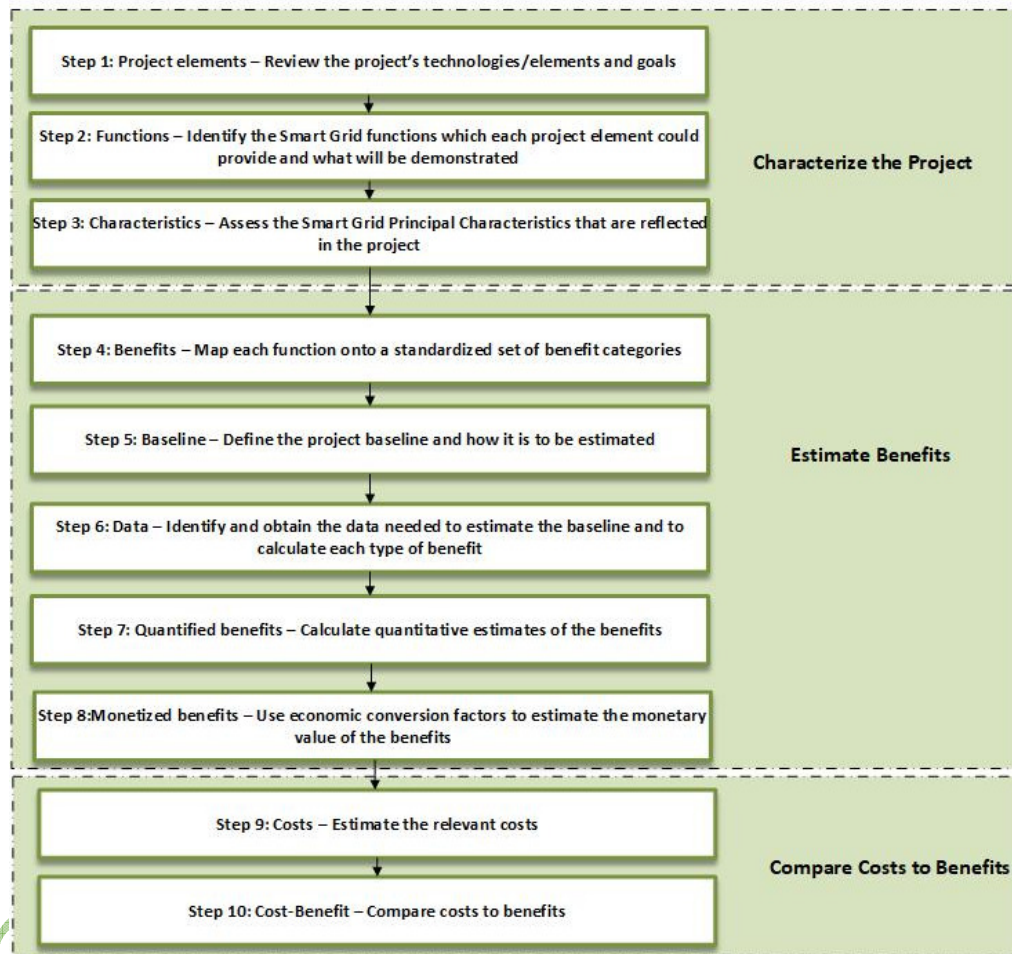 Step 1: Project elements – Review the project's technologies/elements and goals
Step 2: Functions – Identify the Smart Grid functions which each project element could
provide and what will be demonstrated
Step 3: Characteristics – Assess the Smart Grid Principal Characteristics that are reflected
in the project
Characterize the Project
Step 4: Benefits – Map each function onto a standardized set of benefit categories
Step 5: Baseline – Define the project baseline and how it is to be estimated
Step 6: Data – Identify and obtain the data needed to estimate the baseline and to
calculate each type of benefit
Step 7: Quantified benefits – Calculate quantitative estimates of the benefits
Step 8:Monetized benefits – Use economic conversion factors to estimate the monetary
value of the benefits
Estimate Benefits
Step 9: Costs – Estimate the relevant costs
Step 10: Cost-Benefit – Compare costs to benefits
Compare Costs to Benefits